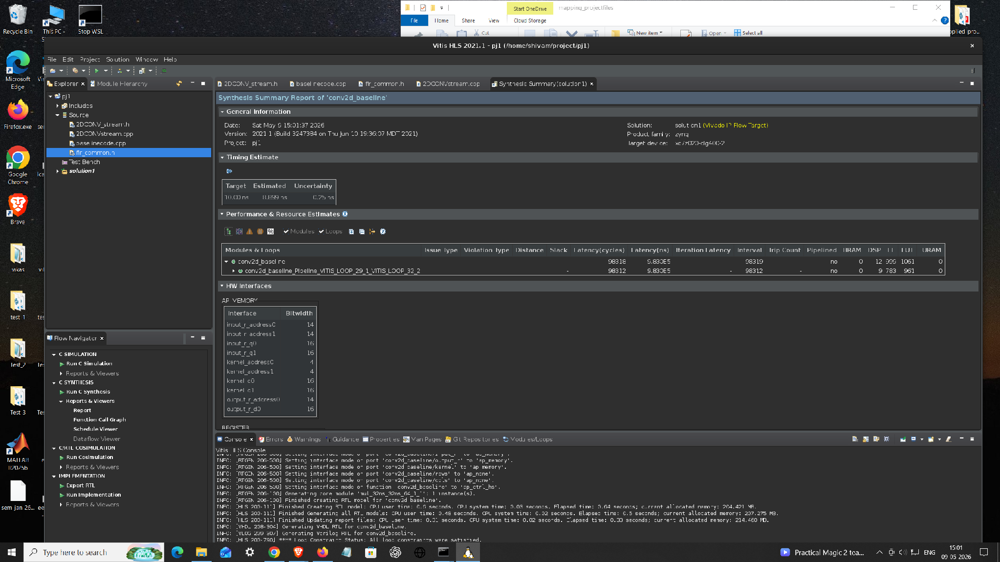 Recycle Bin
This PC -
Stop WSL
Microsoft
Edge
Firefox.exe
Google
Chrome
Brave
vikas
test_1
Test_2
Test_3
MATLAB
R2025b
sem_jan_26...
Start OneDrive
mapping_projectfiles
File
Home
Share
View
Cloud Storage
Cut
New item
Open
Select all
plied_pro...
Vitis HLS 2021.1 - pj1 (/home/shivam/project/pj1)
File Edit Project Solution Window Help
Explorer
Module Hierarchy
pj1
Includes
Source
2DCONV_stream.h
2DCONVstream.cpp
baselinecode.cpp
fir_common.h
Test Bench
solution1
2DCONV_stream.h
baselinecode.cpp
fir_common.h
2DCONVstream.cpp
Synthesis Summary(solution1)
Synthesis Summary Report of 'conv2d_baseline'
General Information
Date: Sat May 9 15:01:37 2026
Version: 2021.1 (Build 3247384 on Thu Jun 10 19:36:07 MDT 2021)
Project: pj1
Solution: solution1 (Vivado IP Flow Target)
Product family: zynq
Target device: xc7z020-clg400-2
Timing Estimate
Target Estimated Uncertainty
10.00 ns 8.899 ns 0.25 ns
Performance & Resource Estimates
% Modules Loops
Modules & Loops Issue Type Violation Type Distance Slack Latency(cycles) Latency(ns) Iteration Latency Interval Trip Count Pipelined BRAM DSP FF LUT URAM
conv2d_baseline 98318 9.830E5 98319 no 0 12 999 1061 0
conv2d_baseline_Pipeline_VITIS_LOOP_29_1_VITIS_LOOP_32_2 - 98312 9.830E5 - 98312 - no 0 9 783 961 0
HW Interfaces
AP_MEMORY
Interface Bitwidth
input_r_address0 14
input_r_address1 14
input_r_q0 16
input_r_q1 16
kernel_address0 4
kernel_address1 4
kernel_q0 16
kernel_q1 16
output_r_address0 14
output_r_d0 16
REGISTER
Flow Navigator
C SIMULATION
Run C Simulation
Reports & Viewers
C SYNTHESIS
Run C Synthesis
Reports & Viewers
Report
Function Call Graph
Schedule Viewer
Dataflow Viewer
C/RTL COSIMULATION
Run Cosimulation
Reports & Viewers
IMPLEMENTATION
Export RTL
Run Implementation
Reports & Viewers
Console Errors Warnings Guidance Properties Man Pages Git Repositories Modules/Loops
Vitis HLS Console
INFO: [RTGEN 206-500] Setting interface mode on port 'conv2d_baseline/input_r' to 'ap_memory'.
INFO: [RTGEN 206-500] Setting interface mode on port 'conv2d_baseline/output_r' to 'ap_memory'.
INFO: [RTGEN 206-500] Setting interface mode on port 'conv2d_baseline/kernel' to 'ap_memory'.
INFO: [RTGEN 206-500] Setting interface mode on port 'conv2d_baseline/rows' to 'ap_none'.
INFO: [RTGEN 206-500] Setting interface mode on port 'conv2d_baseline/cols' to 'ap_none'.
INFO: [RTGEN 206-500] Setting interface mode on function 'conv2d_baseline' to 'ap_ctrl_hs'.
INFO: [RTGEN 206-100] Generating core module 'mul_32ns_32ns_64_1_1': 1 instance(s).
INFO: [RTGEN 206-100] Finished creating RTL model for 'conv2d_baseline'.
INFO: [HLS 200-111] Finished Creating RTL model: CPU user time: 0.6 seconds. CPU system time: 0.03 seconds. Elapsed time: 0.64 seconds; current allocated memory: 204.421 MB.
INFO: [HLS 200-111] Finished Generating all RTL models: CPU user time: 0.48 seconds. CPU system time: 0.02 seconds. Elapsed time: 0.5 seconds; current allocated memory: 207.275 MB.
INFO: [HLS 200-111] Finished Updating report files: CPU user time: 0.31 seconds. CPU system time: 0.02 seconds. Elapsed time: 0.33 seconds; current allocated memory: 214.460 MB.
INFO: [VHDL 208-304] Generating VHDL RTL for conv2d_baseline.
INFO: [VLOG 209-307] Generating Verilog RTL for conv2d_baseline.
INFO: [HLS 200-790] **** Loop Constraint Status: All loop constraints were satisfied.
Type here to search
Practical Magic 2 tea...
ENG
15:01
09-05-2026